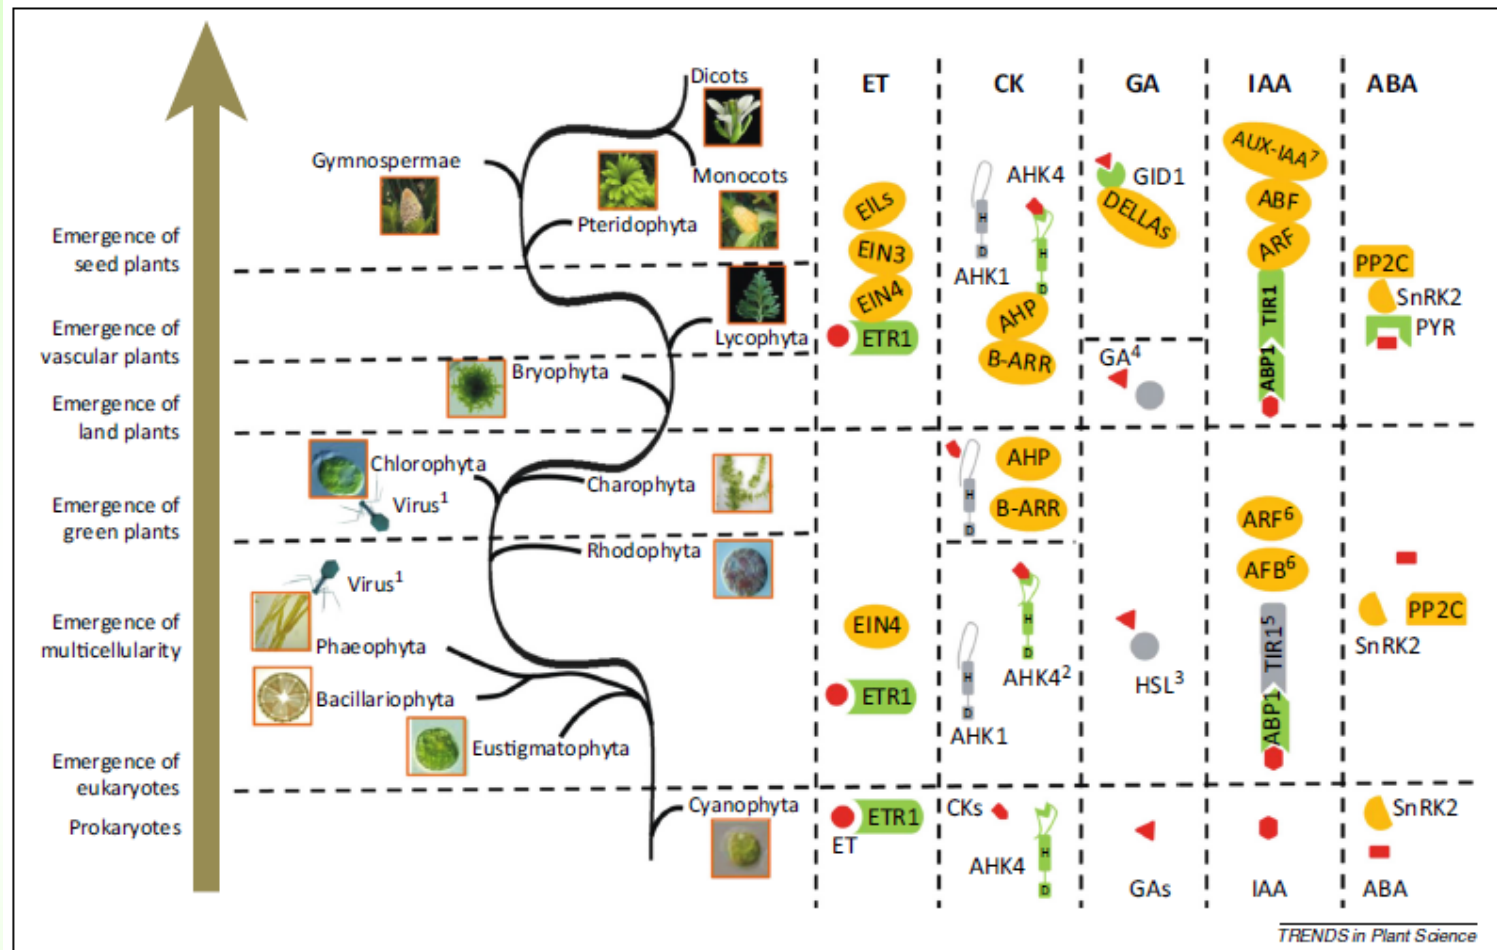 Dicots
Gymnospermae
Monocots
Pteridophyta
Emergence of
seed plants
Emergence of
vascular plants
Lycophyta
Bryophyta
Emergence of
land plants
Chlorophyta
Virus1
Charophyta
Emergence of
green plants
Rhodophyta
Virus1
Emergence of
multicellularity
Phaeophyta
Bacillariophyta
Eustigmatophyta
Emergence of
eukaryotes
Prokaryotes
Cyanophyta
ET
EILs
EIN3
EIN4
ETR1
EIN4
ETR1
ETR1
ET
CK
AHK4
H
D
H
D
AHK1
AHP
B-ARR
H
D
AHP
B-ARR
H
D
H
D
AHK42
AHK1
CKs
H
D
AHK4
GA
GID1
DELLAs
GA4
HSL3
GAs
IAA
AUX-IAA7
ABF
ARF
TIR1
ABP1
ARF6
AFB6
TIR15
ABP1
IAA
ABA
PP2C
SnRK2
PYR
PP2C
SnRK2
SnRK2
ABA
TRENDS in Plant Science